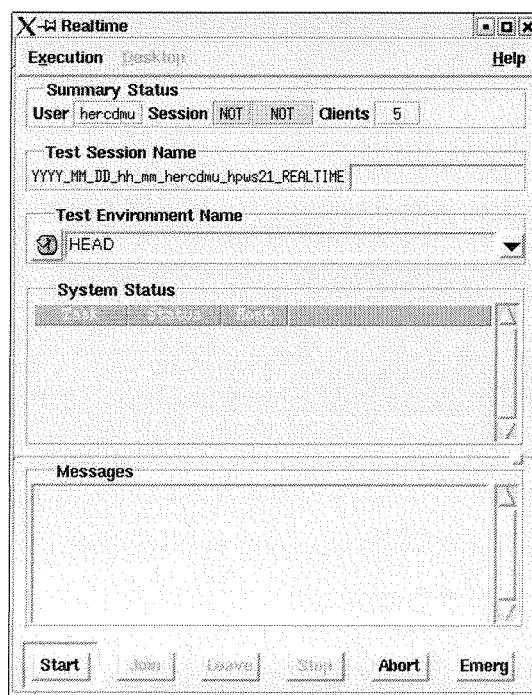 Realtime
Execution Desktop Help
Summary Status
User hercdmu Session NOT NOT Clients 5
Test Session Name
YYYY_MM_DD_hh_mm_hercdmu_hpws21_REALTIME
Test Environment Name
HEAD
System Status
Task Status Host
Messages
Start Join Leave Stop Abort Emerg